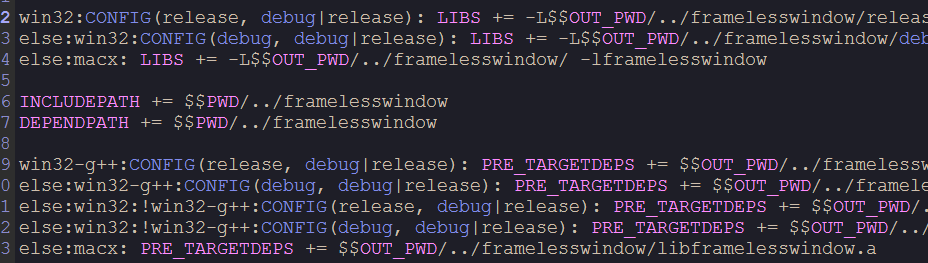 2 win32:CONFIG(release, debug|release): LIBS += -L$$OUT_PWD/../framelesswindow/releas
3 else:win32:CONFIG(debug, debug|release): LIBS += -L$$OUT_PWD/../framelesswindow/deb
4 else:macx: LIBS += -L$$OUT_PWD/../framelesswindow/ -lframelesswindow
5
6 INCLUDEPATH += $$PWD/../framelesswindow
7 DEPENDPATH += $$PWD/../framelesswindow
8
9 win32-g++:CONFIG(release, debug|release): PRE_TARGETDEPS += $$OUT_PWD/../framelessw
0 else:win32-g++:CONFIG(debug, debug|release): PRE_TARGETDEPS += $$OUT_PWD/../framele
1 else:win32:!win32-g++:CONFIG(release, debug|release): PRE_TARGETDEPS += $$OUT_PWD/.
2 else:win32:!win32-g++:CONFIG(debug, debug|release): PRE_TARGETDEPS += $$OUT_PWD/../
3 else:macx: PRE_TARGETDEPS += $$OUT_PWD/../framelesswindow/libframelesswindow.a